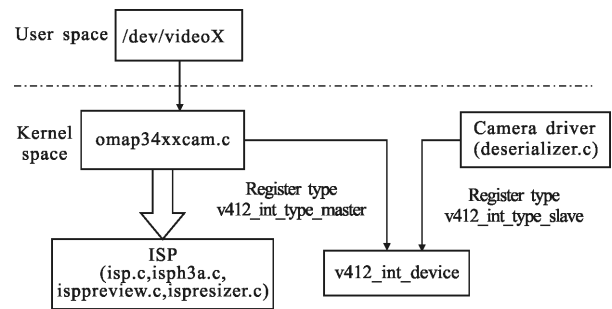 User space
/dev/videoX
Kernel
space
omap34xxcam.c
Camera driver
(deserializer.c)
Register type
v412_int_type_master
Register type
v412_int_type_slave
ISP
(isp.c,isph3a.c,
isppreview.c,ispresizer.c)
v412_int_device